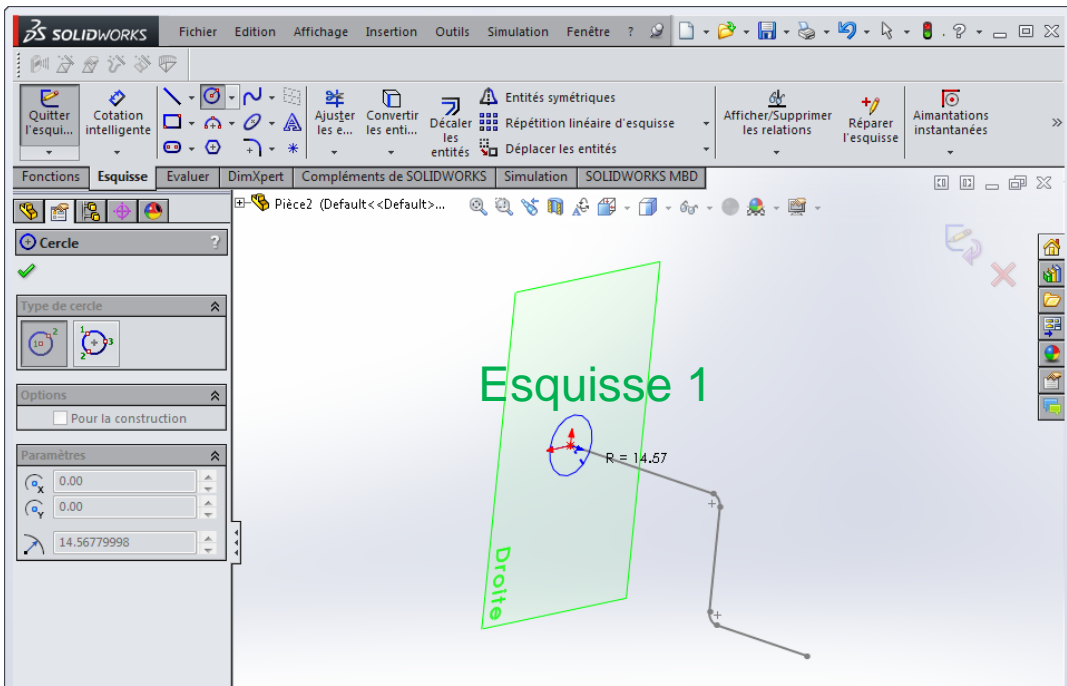 SOLIDWORKS Fichier Edition Affichage Insertion Outils Simulation Fenêtre ?
Quitter l'esqui...
Cotation intelligente
Ajuster les e...
Convertir les enti...
Décaler les entités
Entités symétriques
Répétition linéaire d'esquisse
Déplacer les entités
Afficher/Supprimer les relations
Réparer l'esquisse
Aimantations instantanées
Fonctions Esquisse Evaluer DimXpert Compléments de SOLIDWORKS Simulation SOLIDWORKS MBD
Pièce2 (Default<<Default>...
Cercle ?
Type de cercle
Options
Pour la construction
Paramètres
0.00
0.00
14.56779998
Esquisse 1
R = 14.57
Droite